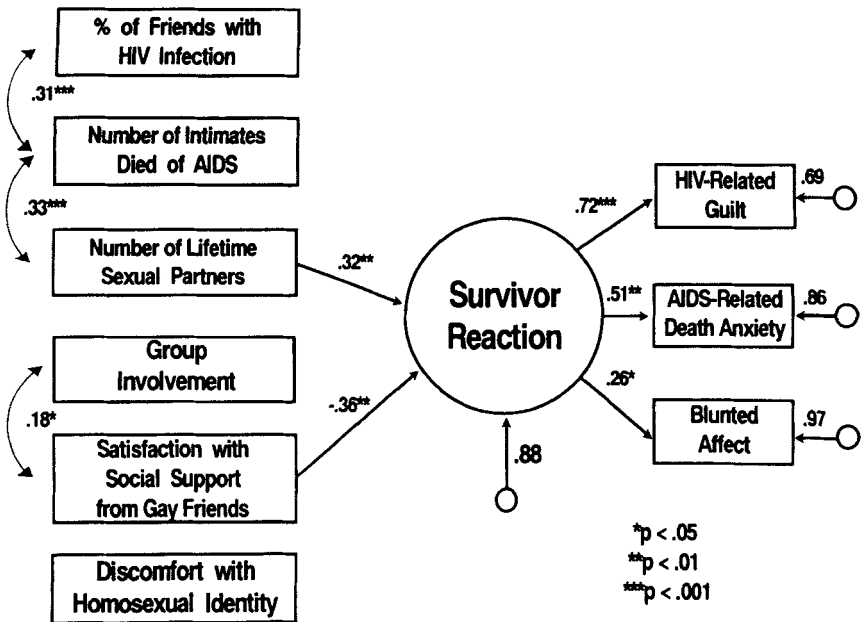 % of Friends with
HIV Infection
.31***
Number of Intimates
Died of AIDS
.33***
Number of Lifetime
Sexual Partners
.32**
Group
Involvement
.18*
Satisfaction with
Social Support
from Gay Friends
-.36**
Discomfort with
Homosexual Identity
Survivor
Reaction
.88
.72***
HIV-Related
Guilt
.69
.51**
AIDS-Related
Death Anxiety
.86
.26*
Blunted
Affect
.97
*p < .05
**p < .01
***p < .001